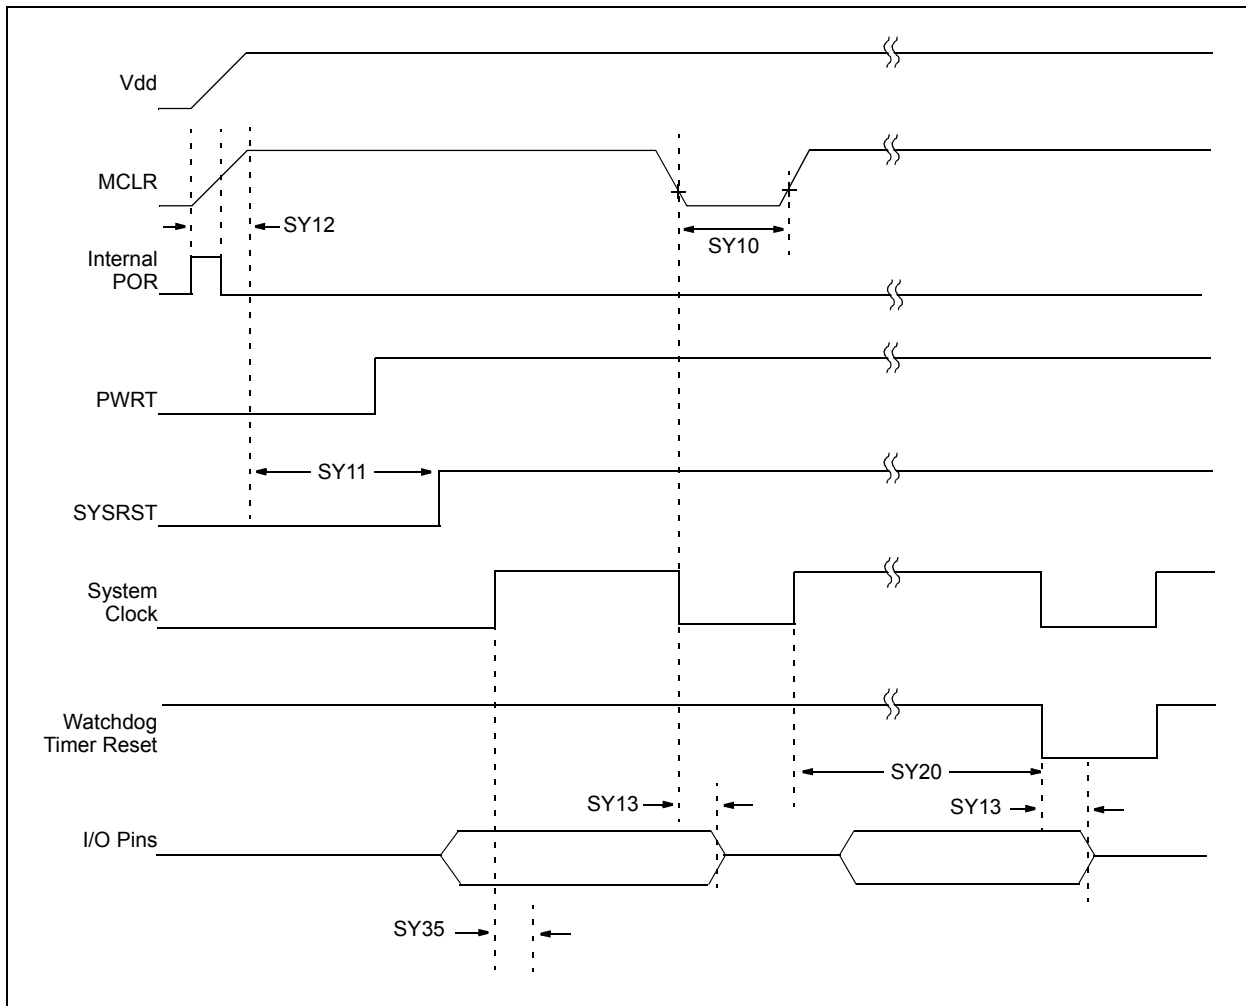 Vdd
MCLR
SY12
SY10
Internal
POR
PWRT
SY11
SYSRST
System
Clock
Watchdog
Timer Reset
SY20
SY13
SY13
I/O Pins
SY35